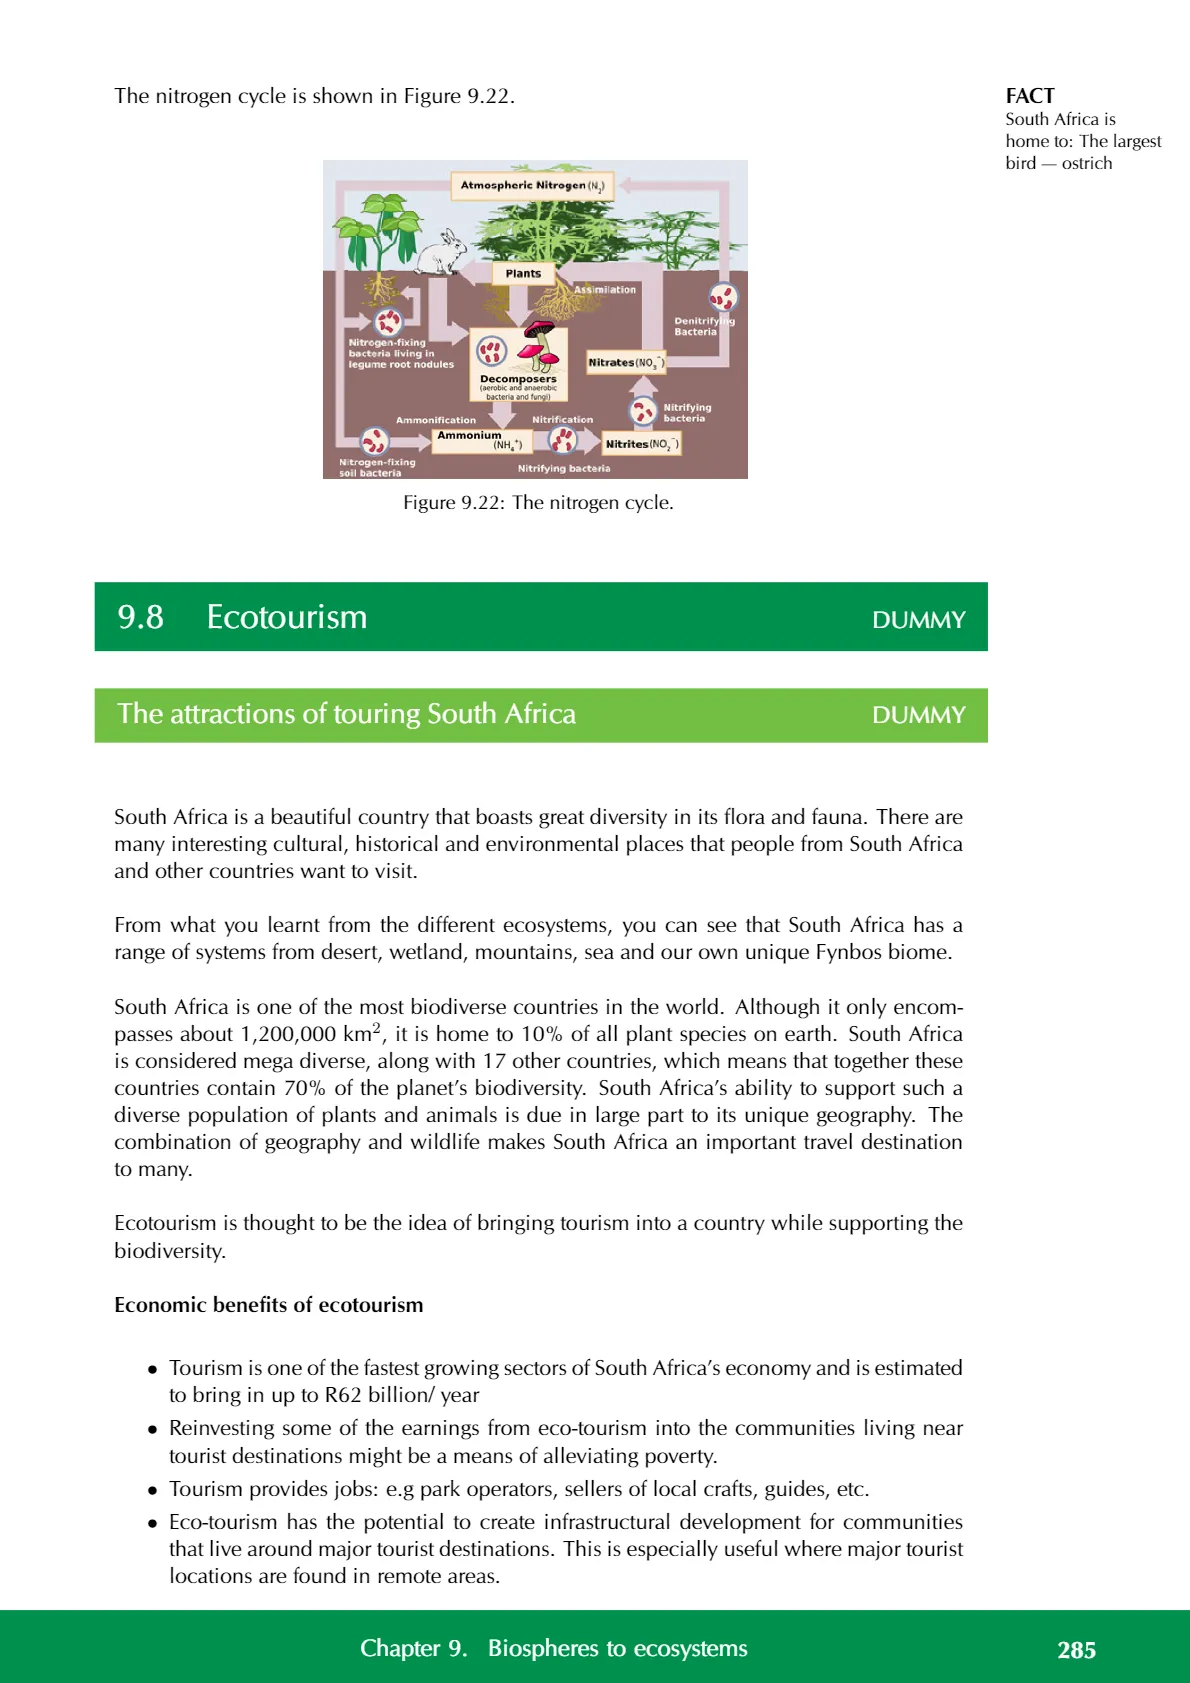 The nitrogen cycle is shown in Figure 9.22.
FACT
South Africa is
home to: The largest
bird — ostrich
Atmospheric Nitrogen (N₂)
Plants
Assimilation
Denitrifying
Bacteria
Nitrogen-fixing
bacteria living in
legume root nodules
Nitrates (NO₃⁻)
Decomposers
(aerobic and anaerobic
bacteria and fungi)
Nitrifying
bacteria
Ammonification
Nitrification
Ammonium
(NH₄⁺)
Nitrites (NO₂⁻)
Nitrogen-fixing
soil bacteria
Nitrifying bacteria
Figure 9.22: The nitrogen cycle.
9.8 Ecotourism DUMMY
The attractions of touring South Africa DUMMY
South Africa is a beautiful country that boasts great diversity in its flora and fauna. There are
many interesting cultural, historical and environmental places that people from South Africa
and other countries want to visit.
From what you learnt from the different ecosystems, you can see that South Africa has a
range of systems from desert, wetland, mountains, sea and our own unique Fynbos biome.
South Africa is one of the most biodiverse countries in the world. Although it only encom-
passes about 1,200,000 km², it is home to 10% of all plant species on earth. South Africa
is considered mega diverse, along with 17 other countries, which means that together these
countries contain 70% of the planet's biodiversity. South Africa's ability to support such a
diverse population of plants and animals is due in large part to its unique geography. The
combination of geography and wildlife makes South Africa an important travel destination
to many.
Ecotourism is thought to be the idea of bringing tourism into a country while supporting the
biodiversity.
Economic benefits of ecotourism
• Tourism is one of the fastest growing sectors of South Africa's economy and is estimated
to bring in up to R62 billion/ year
• Reinvesting some of the earnings from eco-tourism into the communities living near
tourist destinations might be a means of alleviating poverty.
• Tourism provides jobs: e.g park operators, sellers of local crafts, guides, etc.
• Eco-tourism has the potential to create infrastructural development for communities
that live around major tourist destinations. This is especially useful where major tourist
locations are found in remote areas.
Chapter 9. Biospheres to ecosystems 285